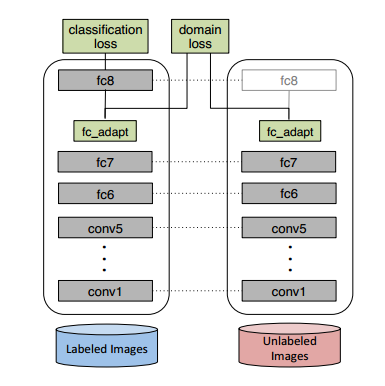 classification
loss
domain
loss
fc8
fc8
fc_adapt
fc_adapt
fc7
fc7
fc6
fc6
conv5
conv5
conv1
conv1
Labeled Images
Unlabeled
Images